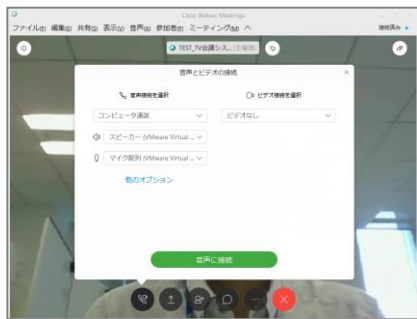 Cisco Webex Meetings
ファイル(F) 編集(E) 共有(S) 表示(V) 音声(A) 参加者(P) ミーティング(M) ヘ
接続済み
TEST_TV会議シス...
音声とビデオの接続
音声接続を選択
ビデオ接続を選択
コンピュータ通話
ビデオなし
スピーカー (VMware Virtual ...
マイク配列 (VMware Virtual ...
他のオプション
音声に接続